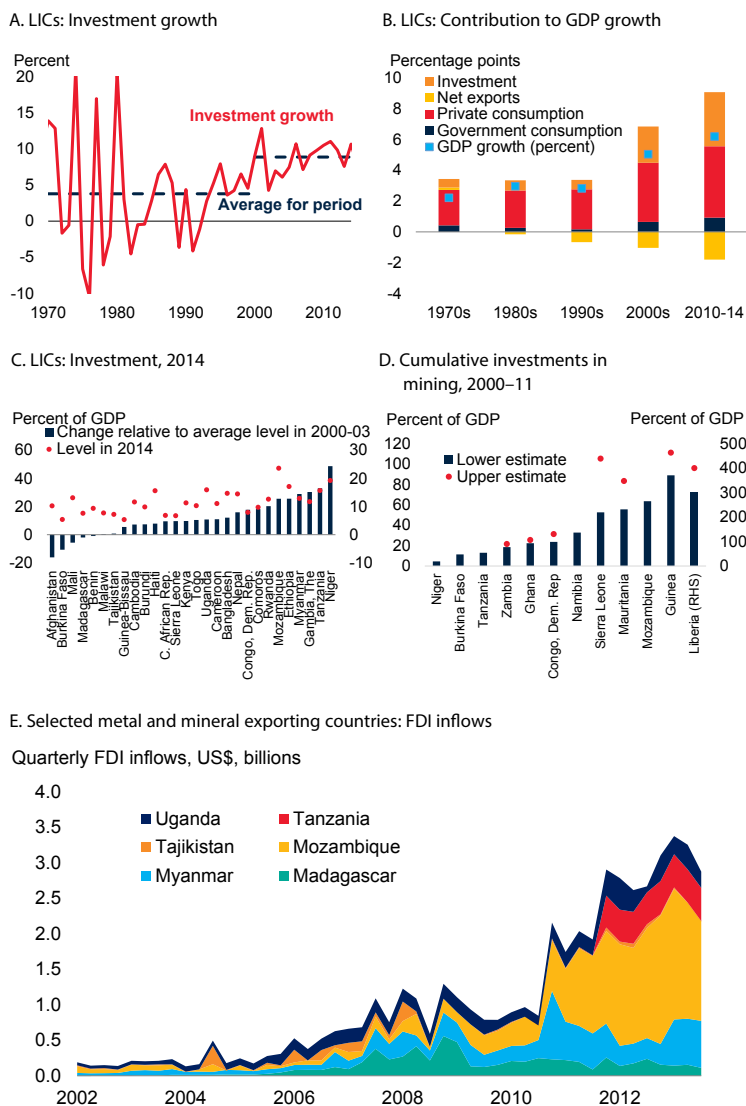 A. LICs: Investment growth
Percent
20
15
10
5
0
-5
-10
1970
1980
1990
2000
2010
Investment growth
Average for period
B. LICs: Contribution to GDP growth
Percentage points
10
8
6
4
2
0
-2
-4
Investment
Net exports
Private consumption
Government consumption
GDP growth (percent)
1970s
1980s
1990s
2000s
2010-14
C. LICs: Investment, 2014
Percent of GDP
Change relative to average level in 2000-03
Level in 2014
60
40
20
0
-20
30
20
10
0
-10
Afghanistan
Burkina Faso
Mali
Madagascar
Benin
Malawi
Tajikistan
Guinea-Bissau
Cambodia
Burundi
Haiti
C. African Rep.
Sierra Leone
Kenya
Togo
Uganda
Cameroon
Bangladesh
Nepal
Congo, Dem. Rep.
Comoros
Rwanda
Mozambique
Ethiopia
Myanmar
Gambia, The
Tanzania
Niger
D. Cumulative investments in
mining, 2000–11
Percent of GDP
Percent of GDP
120
100
80
60
40
20
0
500
400
300
200
100
0
Lower estimate
Upper estimate
Niger
Burkina Faso
Tanzania
Zambia
Ghana
Congo, Dem. Rep
Namibia
Sierra Leone
Mauritania
Mozambique
Guinea
Liberia (RHS)
E. Selected metal and mineral exporting countries: FDI inflows
Quarterly FDI inflows, US$, billions
4.0
3.5
3.0
2.5
2.0
1.5
1.0
0.5
0.0
Uganda
Tanzania
Tajikistan
Mozambique
Myanmar
Madagascar
2002
2004
2006
2008
2010
2012